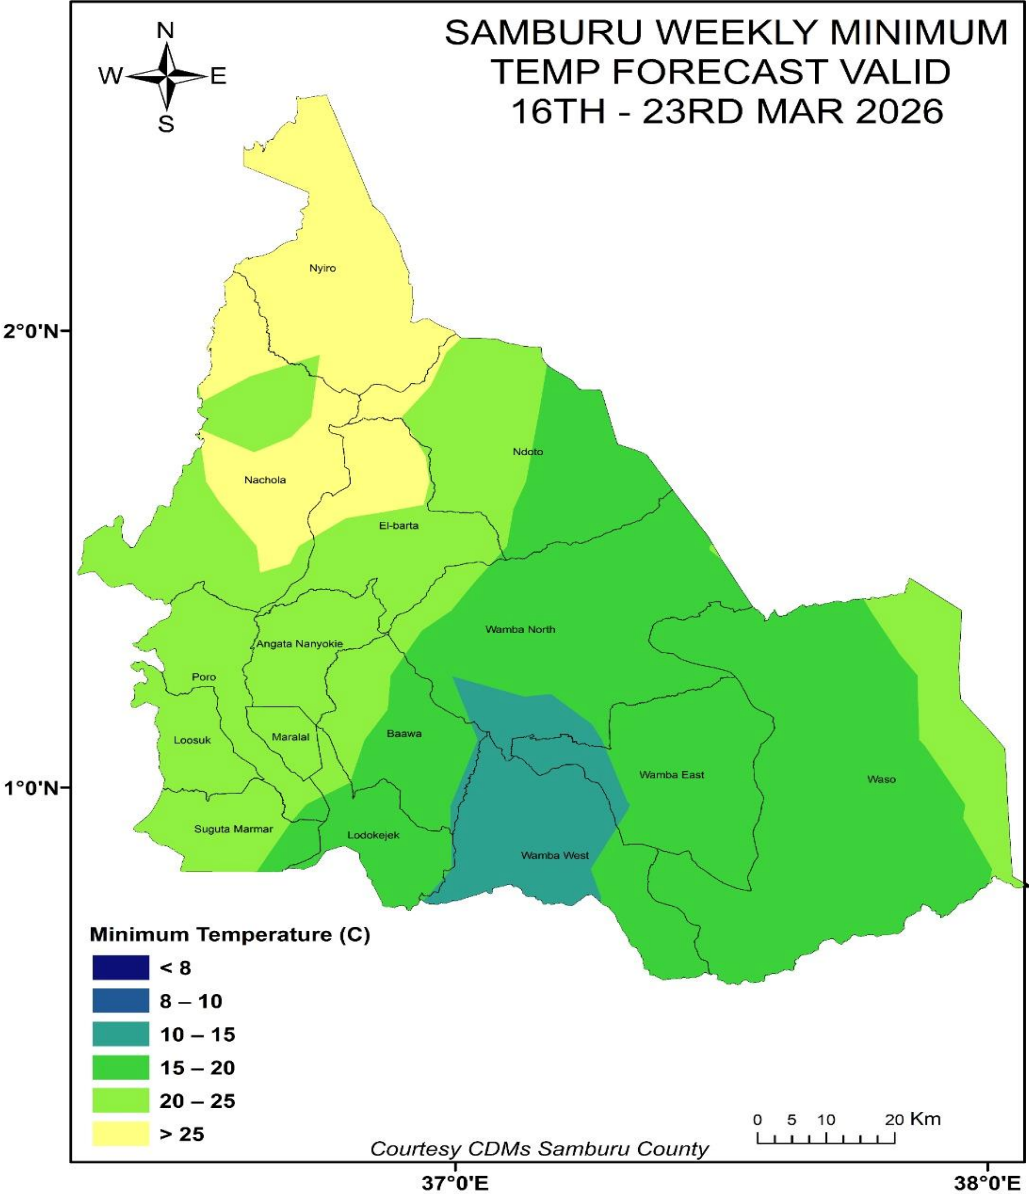 SAMBURU WEEKLY MINIMUM
TEMP FORECAST VALID
16TH - 23RD MAR 2026
N
W E
S
Nyiro
2°0'N
Ndoto
Nachola
El-barta
Wamba North
Angata Nanyokie
Poro
Baawa
Maralal
Loosuk
Wamba East
Waso
1°0'N
Suguta Marmar
Lodokejek
Wamba West
Minimum Temperature (C)
< 8
8 – 10
10 – 15
15 – 20
20 – 25
> 25
0 5 10 20 Km
Courtesy CDMs Samburu County
37°0'E 38°0'E